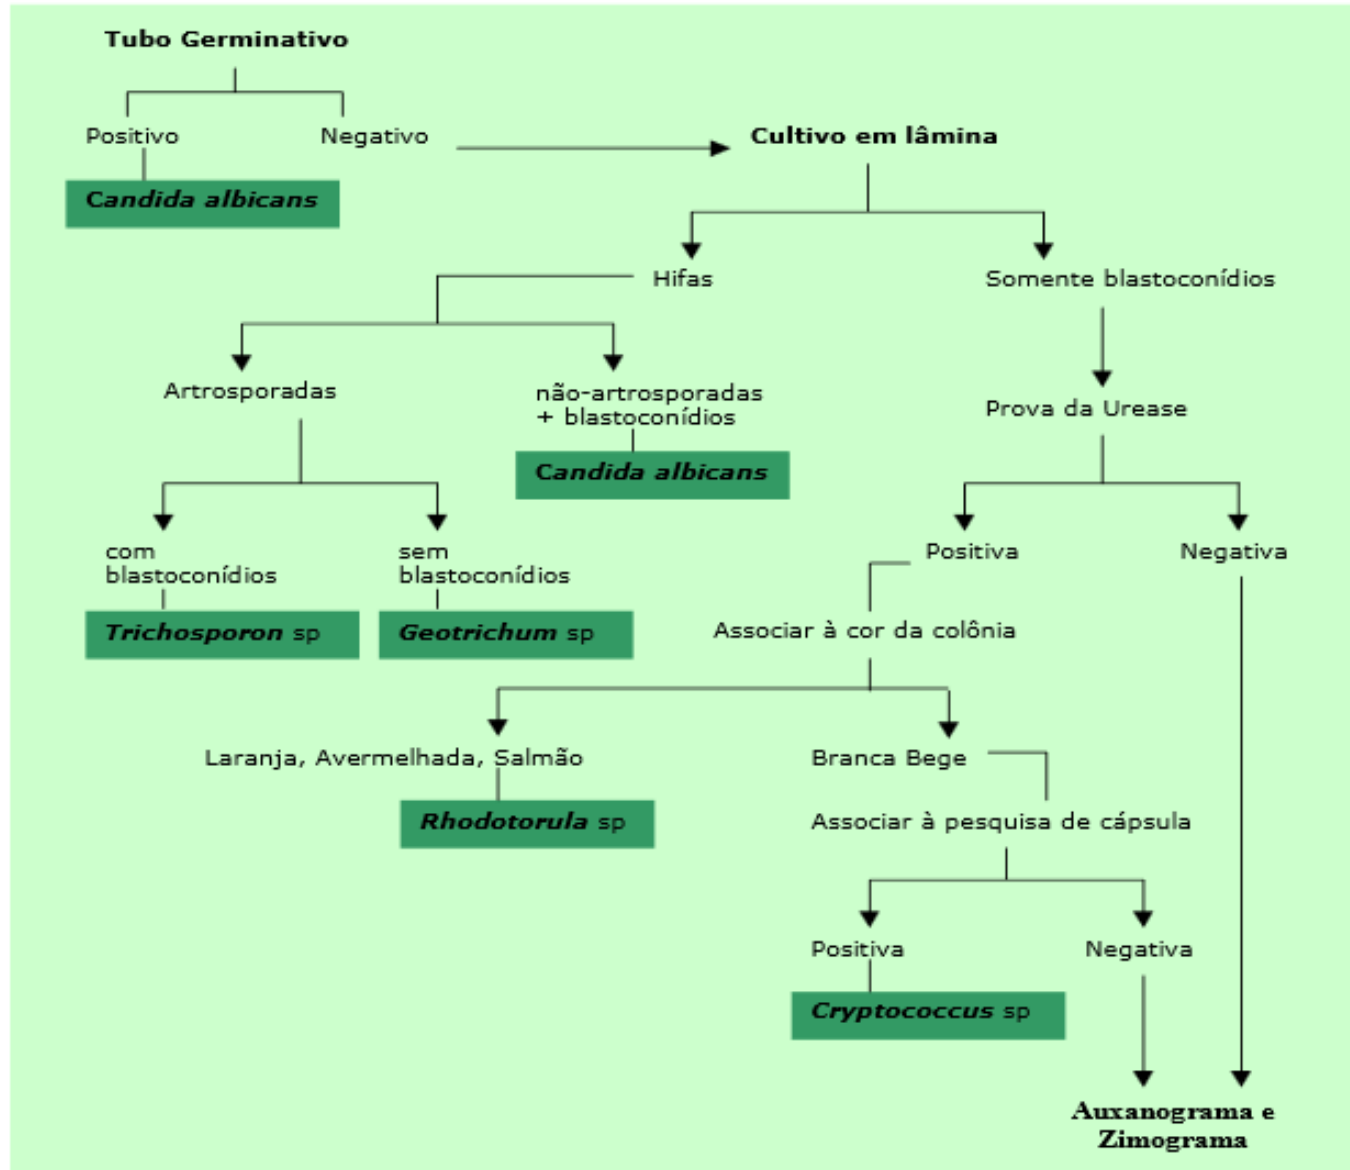 Tubo Germinativo
Positivo
Negativo
Cultivo em lâmina
Candida albicans
Hifas
Somente blastoconídios
Artrosporadas
não-artrosporadas
+ blastoconídios
Prova da Urease
Candida albicans
com
blastoconídios
sem
blastoconídios
Positiva
Negativa
Trichosporon sp
Geotrichum sp
Associar à cor da colônia
Laranja, Avermelhada, Salmão
Branca Bege
Rhodotorula sp
Associar à pesquisa de cápsula
Positiva
Negativa
Cryptococcus sp
Auxanograma e
Zimograma